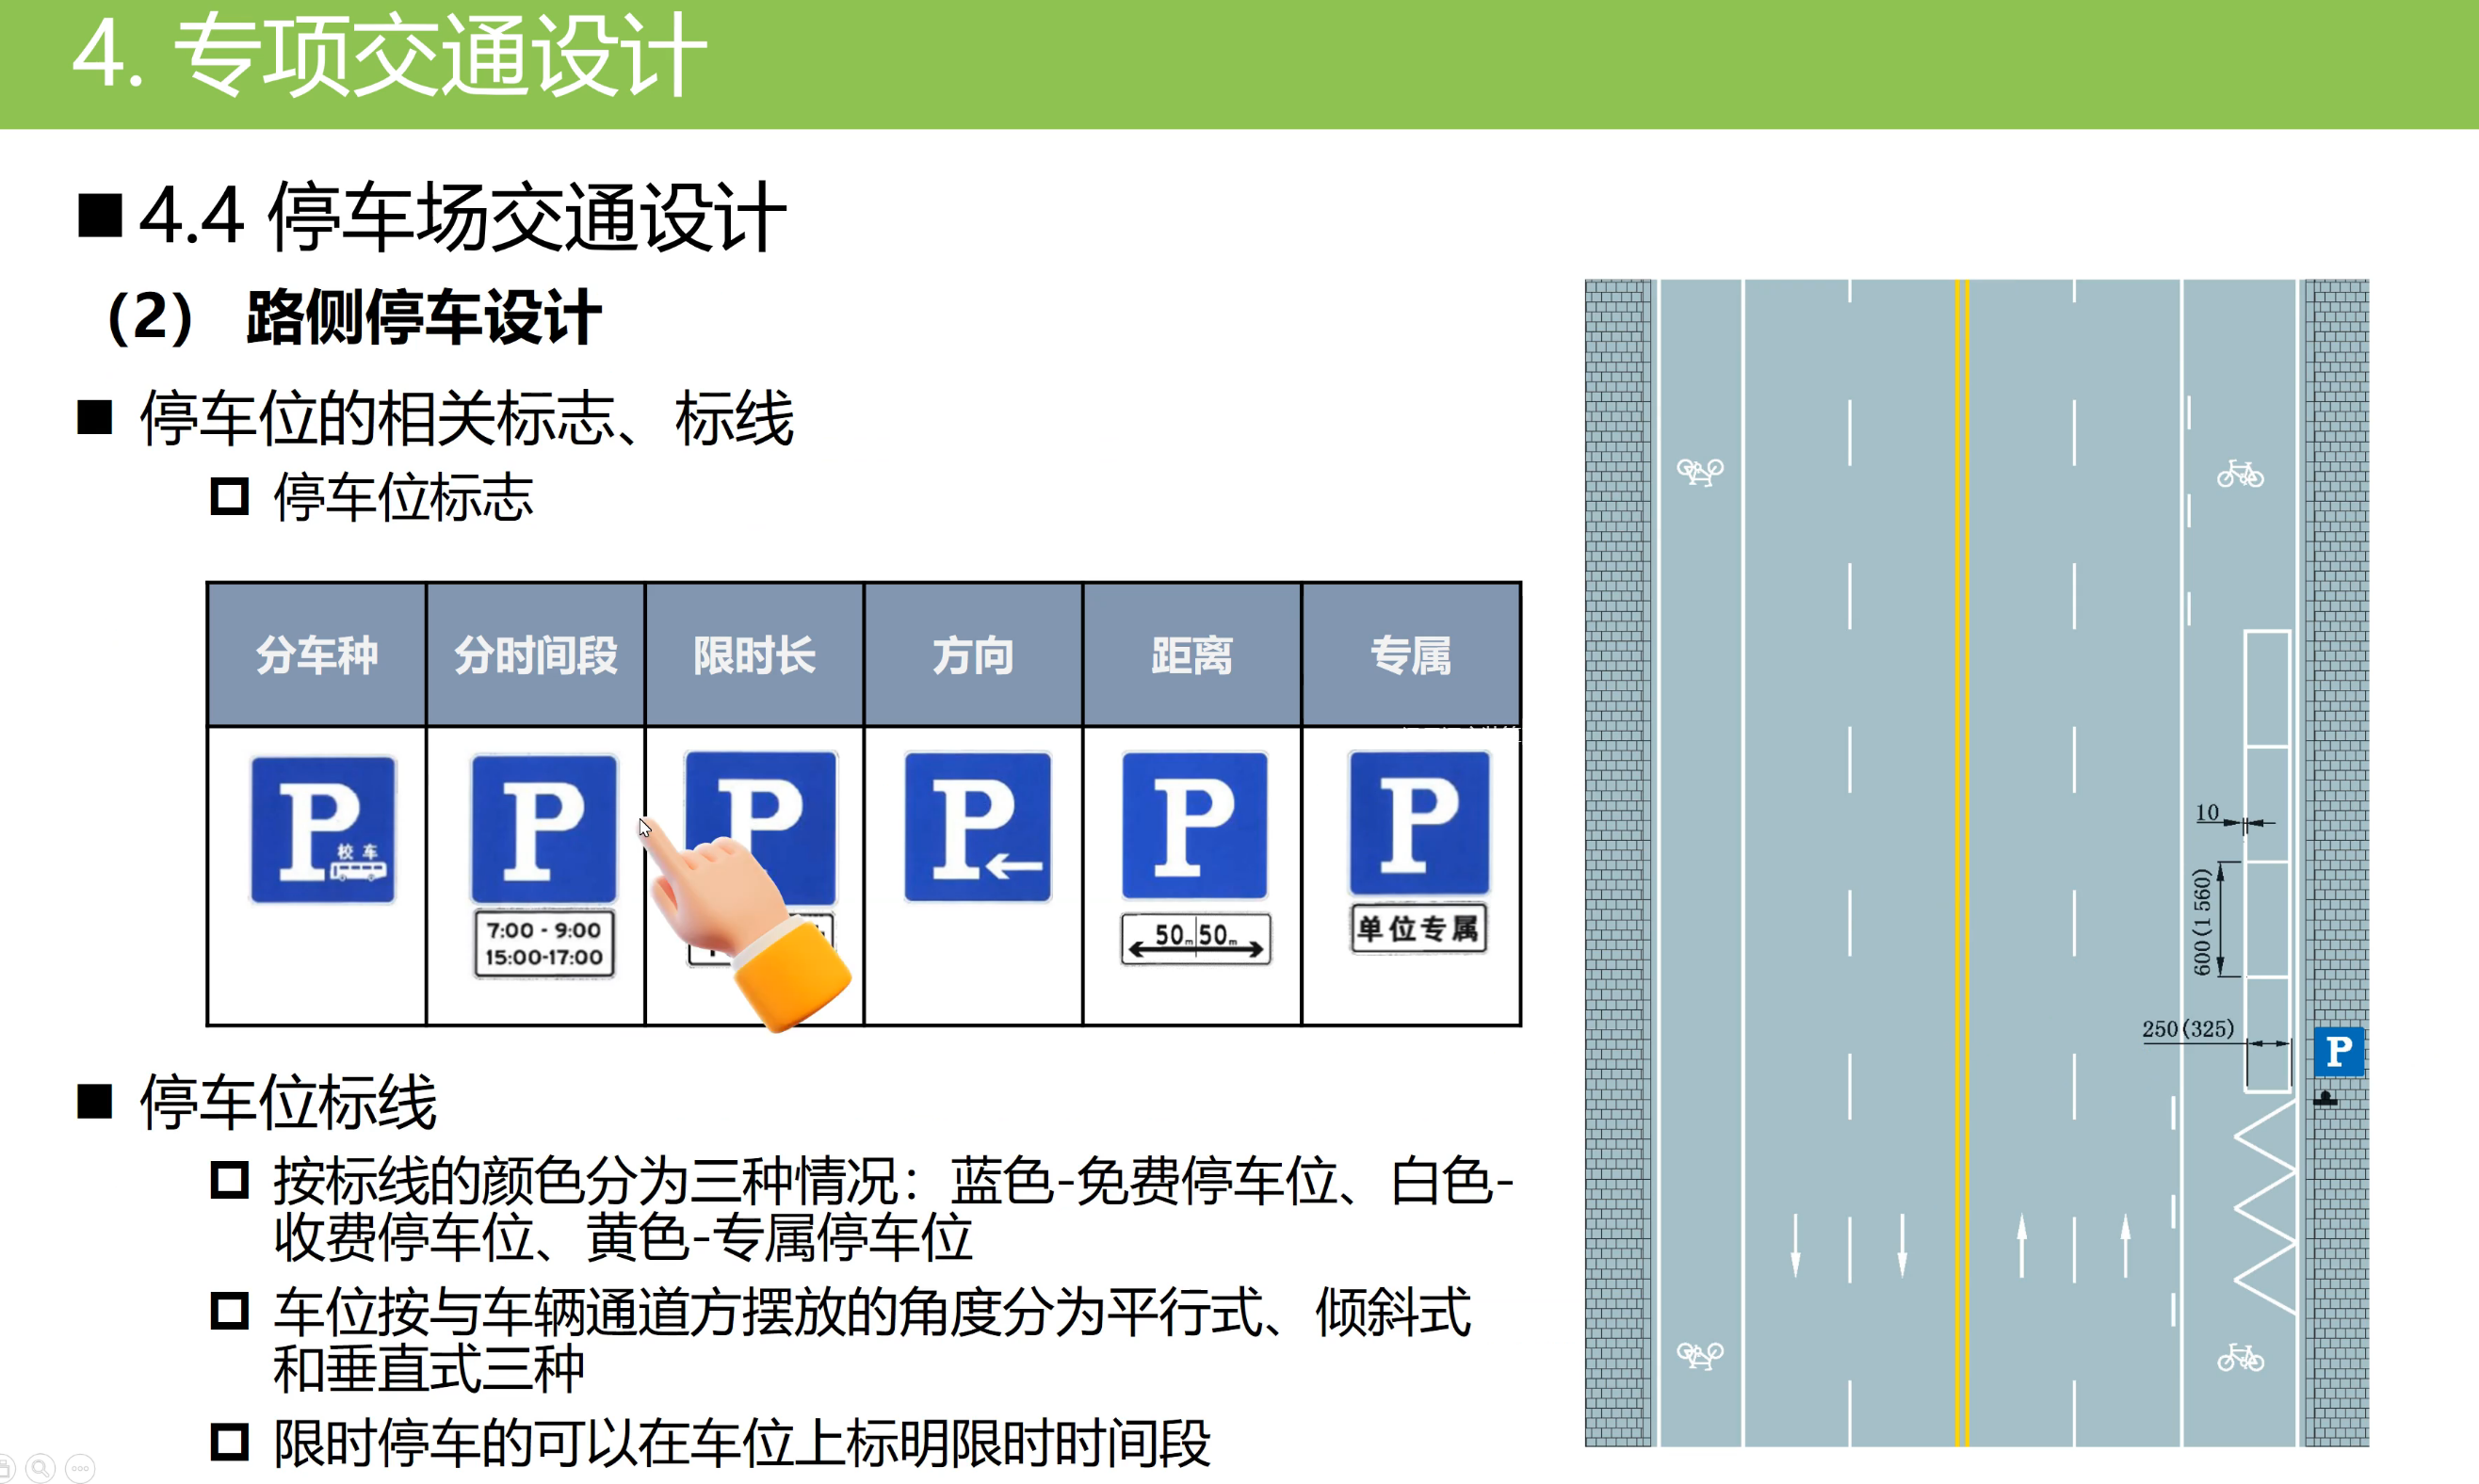 4. 专项交通设计
■4.4 停车场交通设计
（2） 路侧停车设计
■ 停车位的相关标志、标线
停车位标志
分车种 分时间段 限时长 方向 距离 专属
P 校车
P
7:00 - 9:00
15:00-17:00
P
P
P
50m 50m
P
单位专属
■ 停车位标线
按标线的颜色分为三种情况：蓝色-免费停车位、白色-
收费停车位、黄色-专属停车位
车位按与车辆通道方摆放的角度分为平行式、倾斜式
和垂直式三种
限时停车的可以在车位上标明限时时间段
10
600(1 560)
250(325)
P